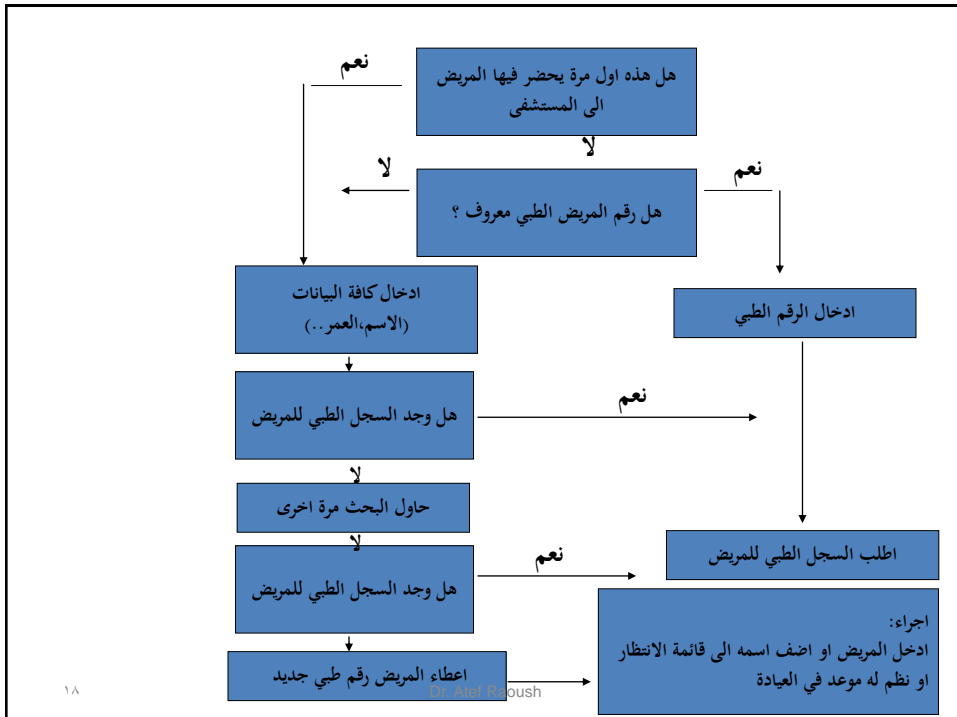 نعم
هل هذه اول مرة يحضر فيها المريض
الى المستشفى
لا
لا
نعم
هل رقم المريض الطبي معروف ؟
ادخال كافة البيانات
(الاسم،العمر..)
ادخال الرقم الطبي
هل وجد السجل الطبي للمريض
نعم
لا
حاول البحث مرة اخرى
لا
هل وجد السجل الطبي للمريض
نعم
اطلب السجل الطبي للمريض
اجراء:
ادخل المريض او اضف اسمه الى قائمة الانتظار
او نظم له موعد في العيادة
اعطاء المريض رقم طبي جديد
Dr. Atef Raoush
١٨